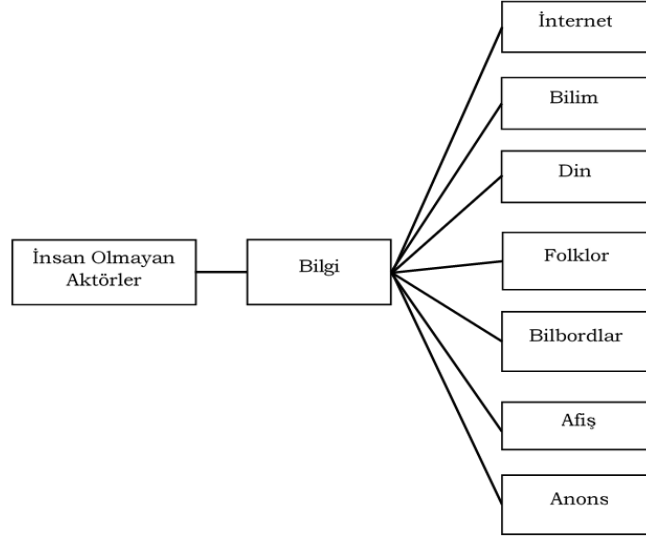 İnternet
Bilim
Din
İnsan Olmayan
Aktörler
Bilgi
Folklor
Bilbordlar
Afiş
Anons